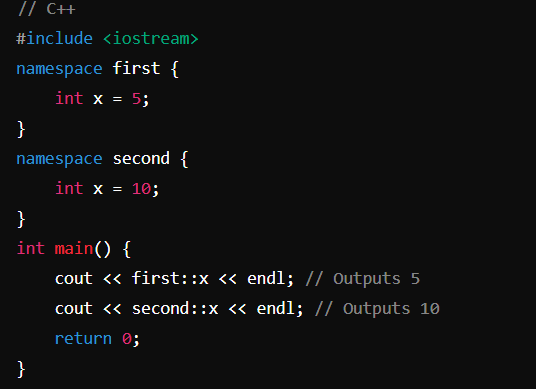 // C++
#include <iostream>
namespace first {
    int x = 5;
}
namespace second {
    int x = 10;
}
int main() {
    cout << first::x << endl; // Outputs 5
    cout << second::x << endl; // Outputs 10
    return 0;
}